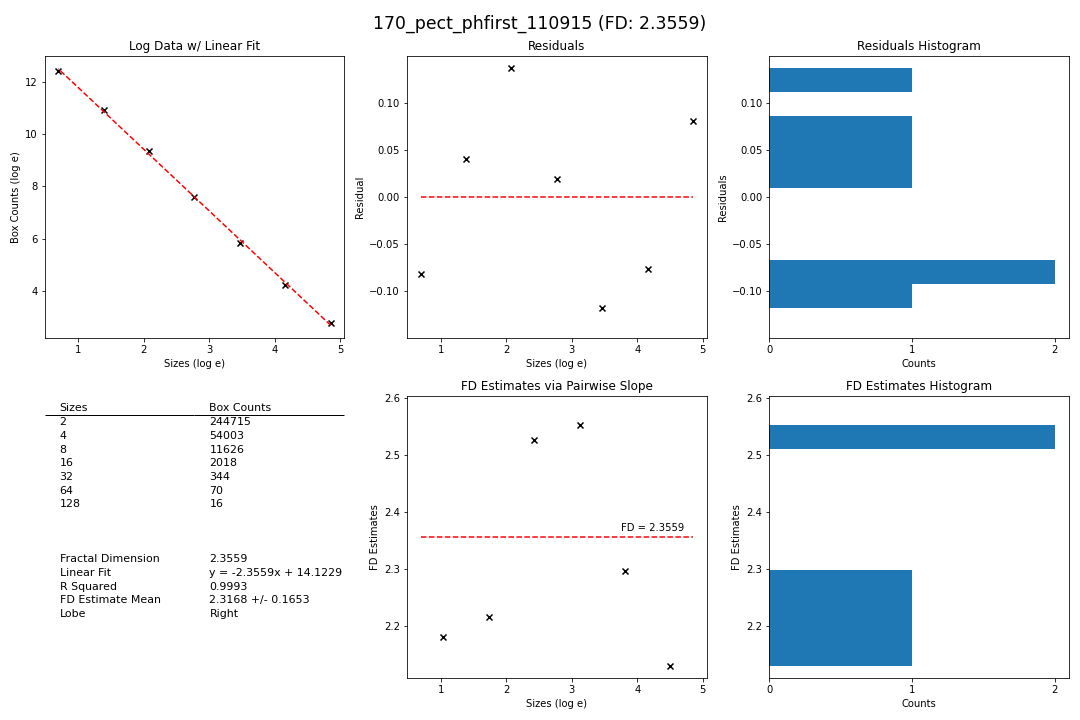 170_pect_phfirst_110915 (FD: 2.3559)
Log Data w/ Linear Fit
Box Counts (log e)
12
10
8
6
4
1 2 3 4 5
Sizes (log e)
Residuals
Residual
0.10
0.05
0.00
−0.05
−0.10
1 2 3 4 5
Sizes (log e)
Residuals Histogram
Residuals
0.10
0.05
0.00
−0.05
−0.10
0 1 2
Counts
Sizes Box Counts
2 244715
4 54003
8 11626
16 2018
32 344
64 70
128 16
Fractal Dimension 2.3559
Linear Fit y = -2.3559x + 14.1229
R Squared 0.9993
FD Estimate Mean 2.3168 +/- 0.1653
Lobe Right
FD Estimates via Pairwise Slope
FD Estimates
2.6
2.5
2.4
2.3
2.2
FD = 2.3559
1 2 3 4 5
Sizes (log e)
FD Estimates Histogram
FD Estimates
2.6
2.5
2.4
2.3
2.2
0 1 2
Counts